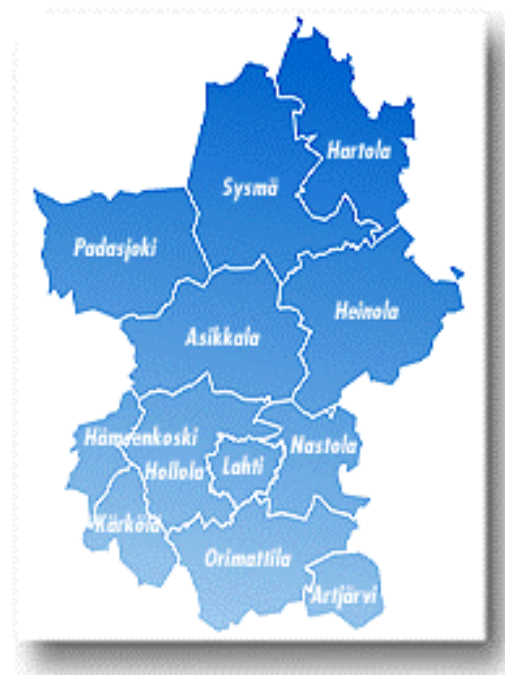 Hartola
Sysmä
Padasjoki
Heinola
Asikkala
Hämeenkoski
Nastola
Hollola
Lahti
Kärkölä
Orimattila
Artjärvi